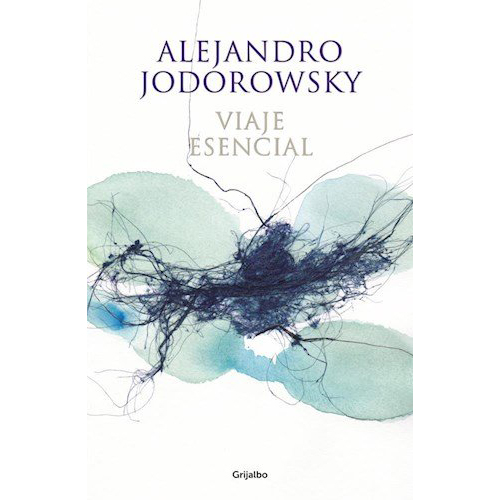 ALEJANDRO
JODOROWSKY
VIAJE
ESENCIAL
Grijalbo